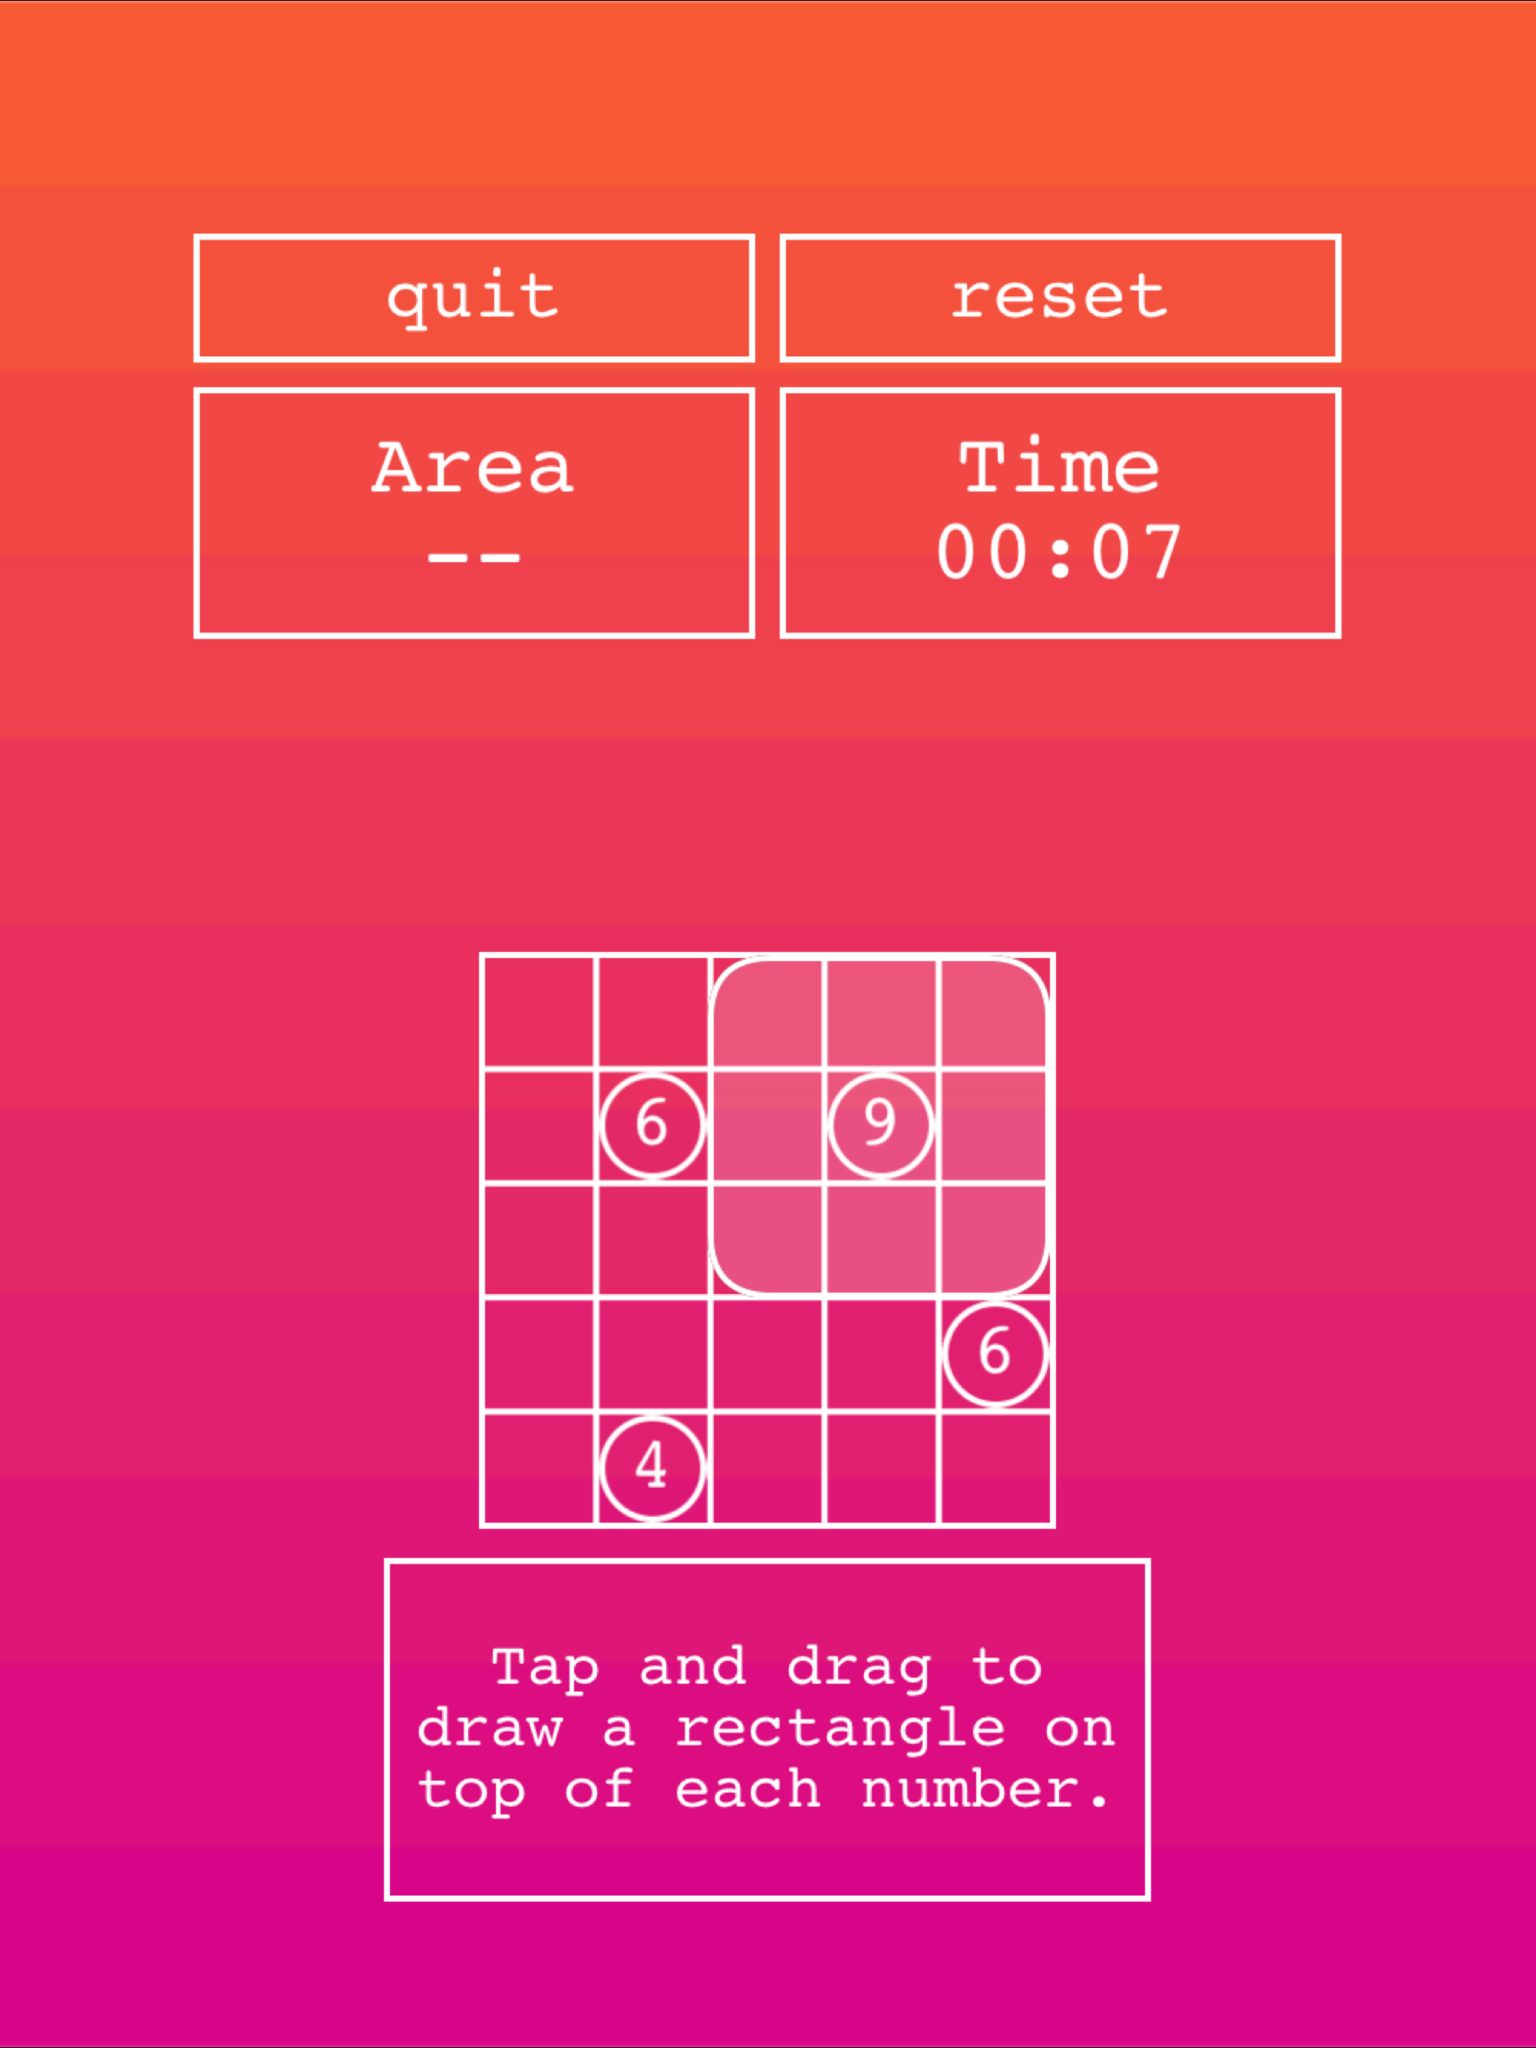 quit reset
Area Time
-- 00:07
6 9
6
4
Tap and drag to
draw a rectangle on
top of each number.